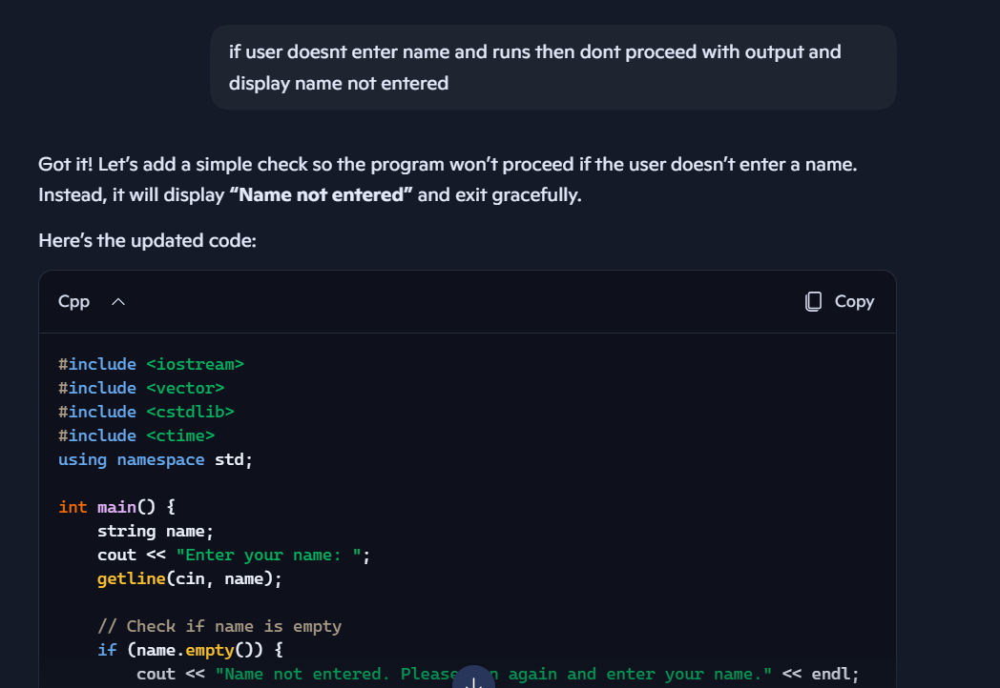 if user doesnt enter name and runs then dont proceed with output and
display name not entered
Got it! Let’s add a simple check so the program won’t proceed if the user doesn’t enter a name.
Instead, it will display “Name not entered” and exit gracefully.
Here’s the updated code:
Cpp
Copy
#include <iostream>
#include <vector>
#include <cstdlib>
#include <ctime>
using namespace std;
int main() {
    string name;
    cout << "Enter your name: ";
    getline(cin, name);
    // Check if name is empty
    if (name.empty()) {
        cout << "Name not entered. Please again and enter your name." << endl;